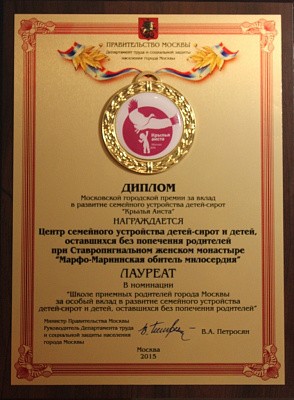 ПРАВИТЕЛЬСТВО МОСКВЫ
Департамент труда и социальной защиты
населения города Москвы
Крылья
аиста
ДИПЛОМ
Московской городской премии за вклад
в развитие семейного устройства детей-сирот
"Крылья Аиста"
НАГРАЖДАЕТСЯ
Центр семейного устройства детей-сирот и детей,
оставшихся без попечения родителей
при Ставропигиальном женском монастыре
"Марфо-Мариинская обитель милосердия"
ЛАУРЕАТ
В номинации
"Школе приемных родителей города Москвы
за особый вклад в развитие семейного устройства
детей-сирот и детей, оставшихся без попечения родителей"
Министр Правительства Москвы
Руководитель Департамента труда
и социальной защиты населения
города Москвы
В.А. Петросян
Москва
2015